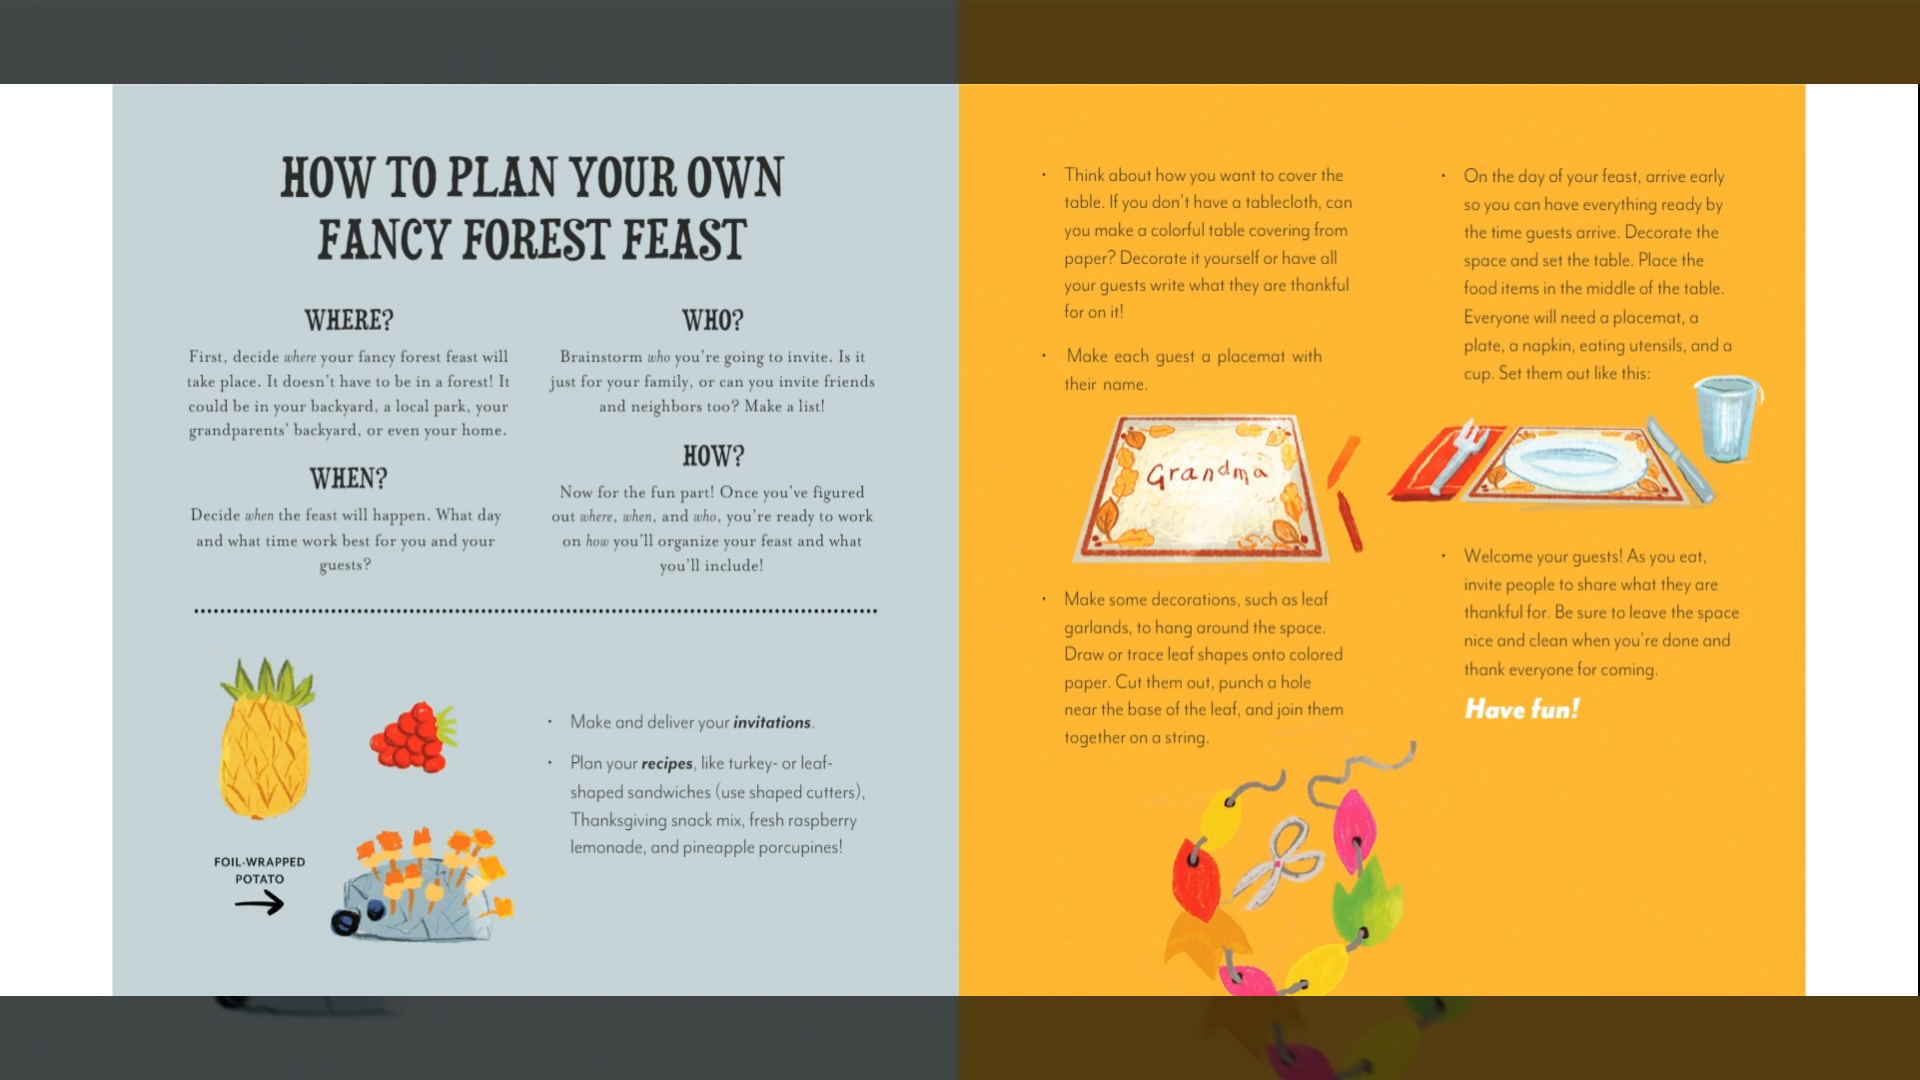 HOW TO PLAN YOUR OWN
FANCY FOREST FEAST
WHERE?
First, decide where your fancy forest feast will
take place. It doesn't have to be in a forest! It
could be in your backyard, a local park, your
grandparents' backyard, or even your home.
WHEN?
Decide when the feast will happen. What day
and what time work best for you and your
guests?
WHO?
Brainstorm who you're going to invite. Is it
just for your family, or can you invite friends
and neighbors too? Make a list!
HOW?
Now for the fun part! Once you've figured
out where, when, and who, you're ready to work
on how you'll organize your feast and what
you'll include!
FOIL-WRAPPED
POTATO
• Make and deliver your invitations.
• Plan your recipes, like turkey- or leaf-
shaped sandwiches (use shaped cutters),
Thanksgiving snack mix, fresh raspberry
lemonade, and pineapple porcupines!
• Think about how you want to cover the
table. If you don't have a tablecloth, can
you make a colorful table covering from
paper? Decorate it yourself or have all
your guests write what they are thankful
for on it!
• Make each guest a placemat with
their name.
Grandma
• Make some decorations, such as leaf
garlands, to hang around the space.
Draw or trace leaf shapes onto colored
paper. Cut them out, punch a hole
near the base of the leaf, and join them
together on a string.
• On the day of your feast, arrive early
so you can have everything ready by
the time guests arrive. Decorate the
space and set the table. Place the
food items in the middle of the table.
Everyone will need a placemat, a
plate, a napkin, eating utensils, and a
cup. Set them out like this:
• Welcome your guests! As you eat,
invite people to share what they are
thankful for. Be sure to leave the space
nice and clean when you're done and
thank everyone for coming.
Have fun!